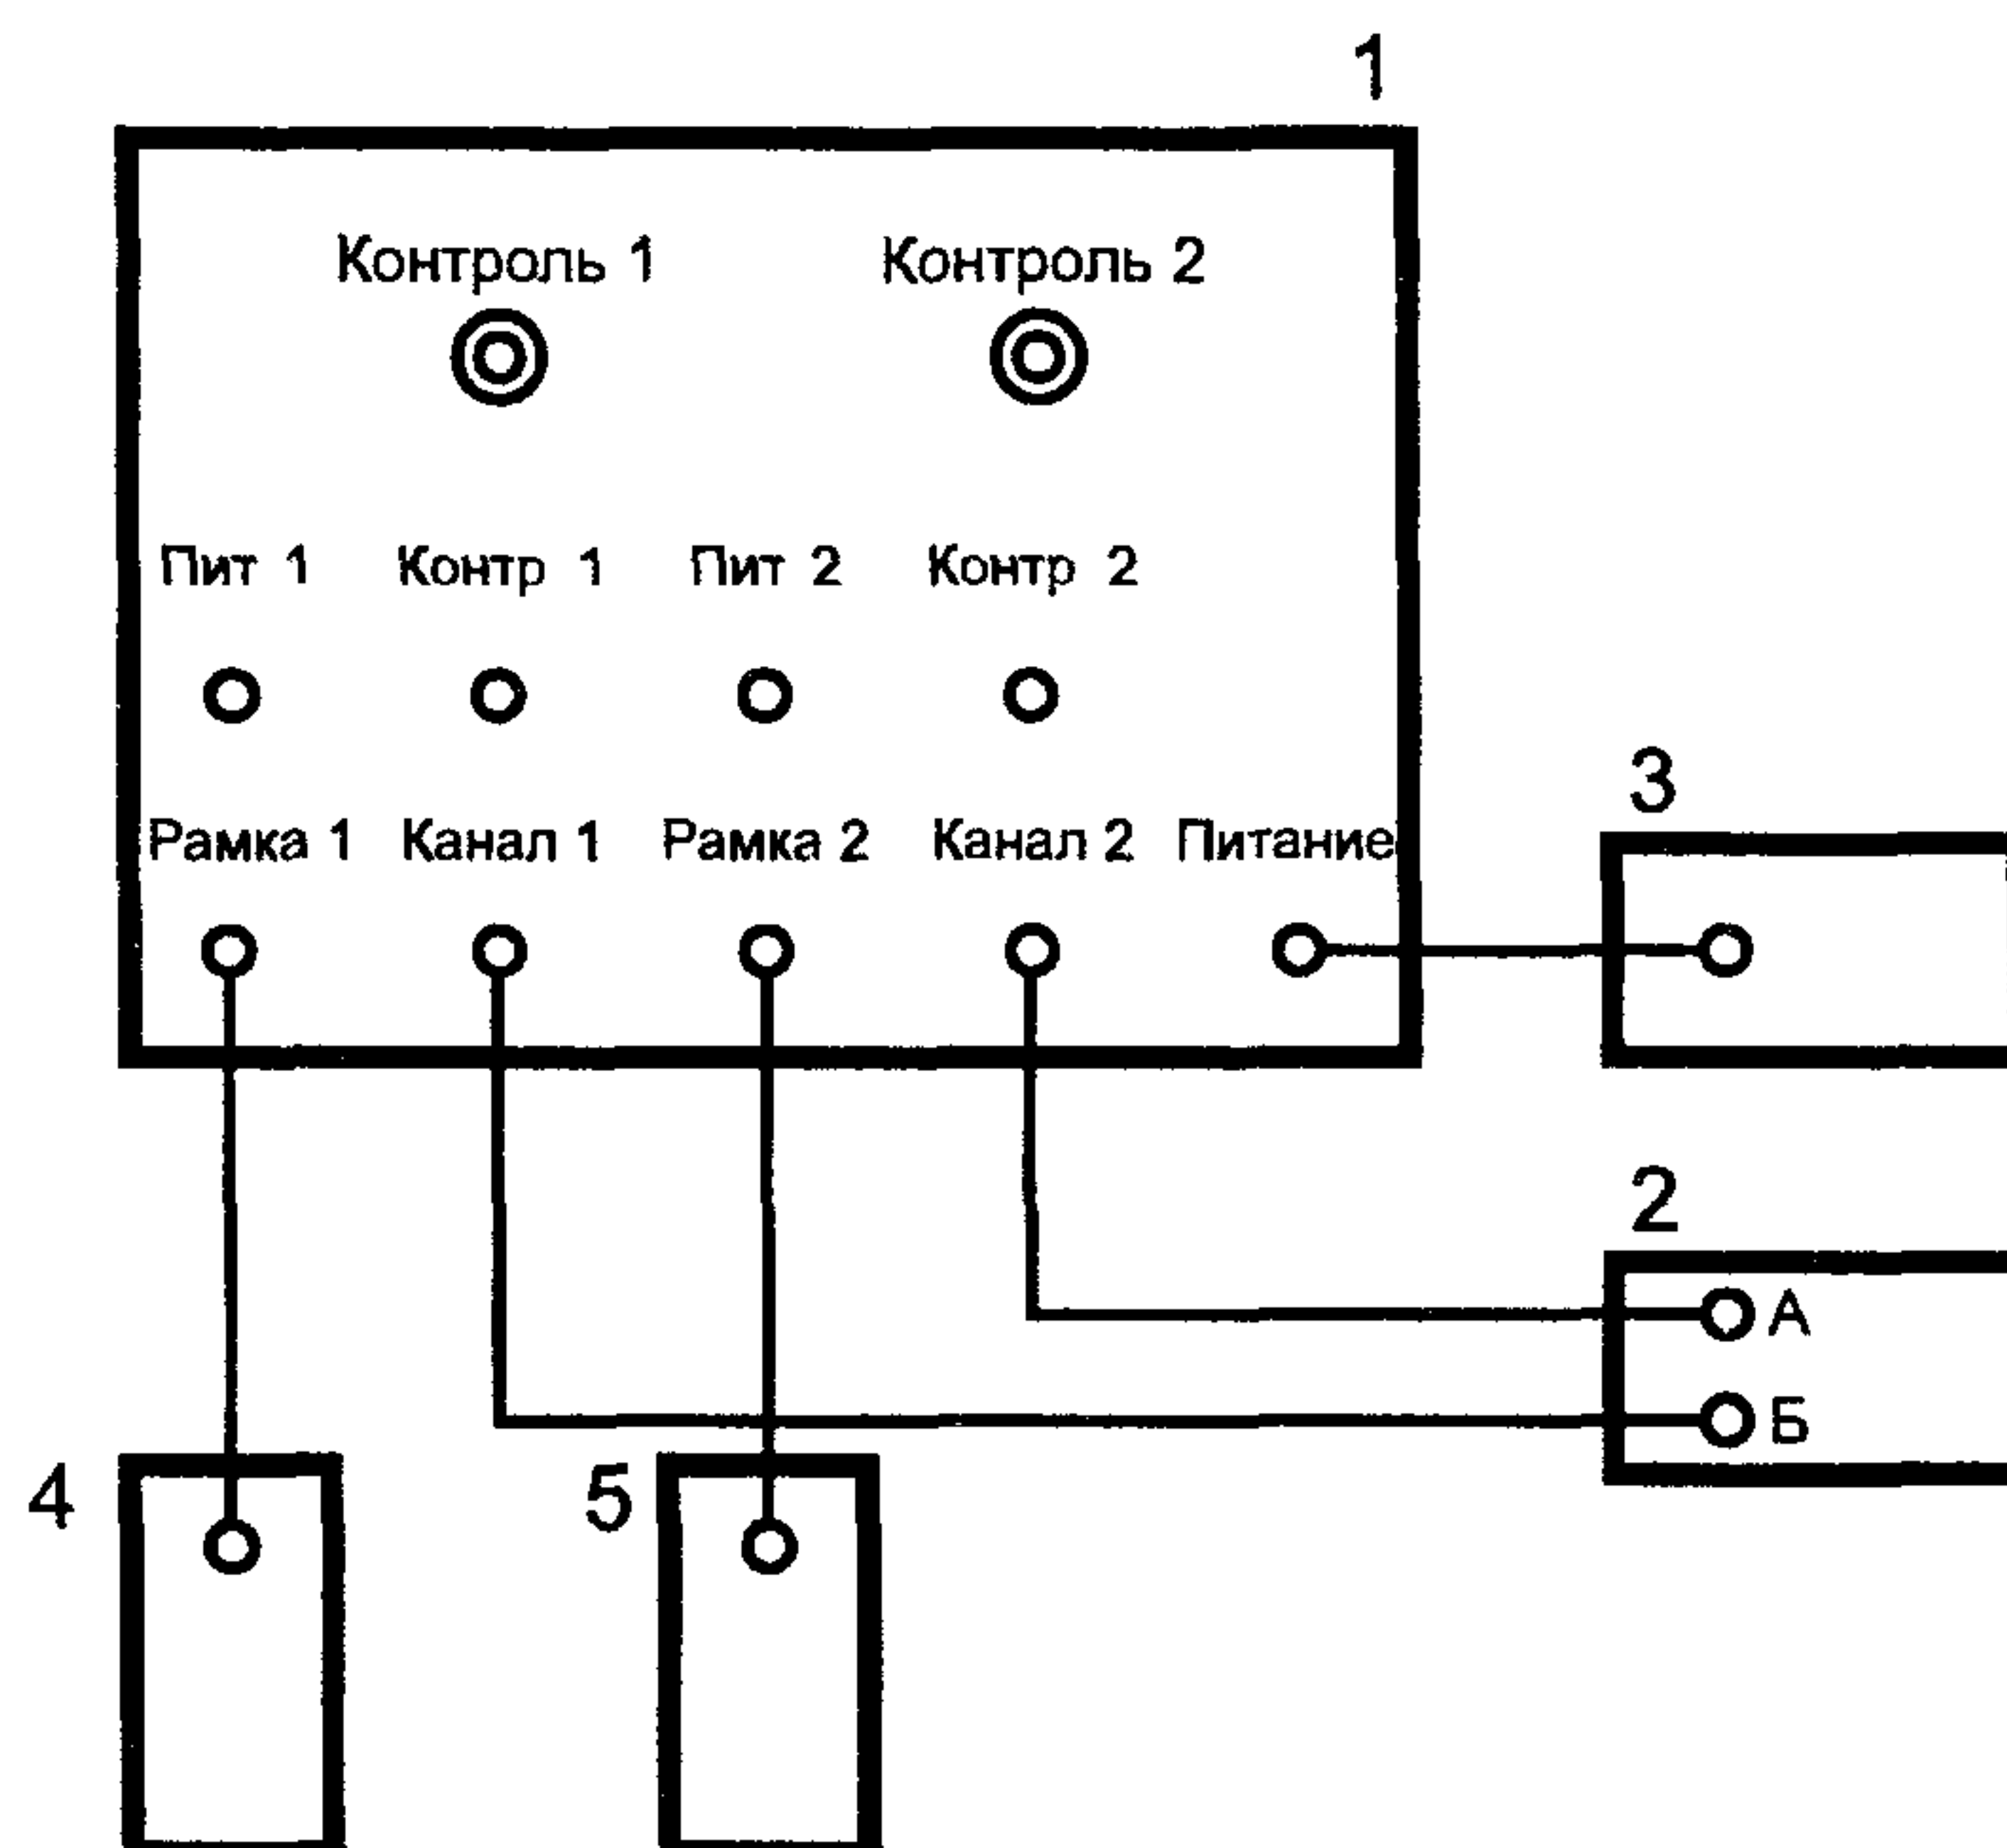 1
Контроль 1 Контроль 2
Пит 1 Контр 1 Пит 2 Контр 2
3
Рамка 1 Канал 1 Рамка 2 Канал 2 Питание
2
А
Б
4 5